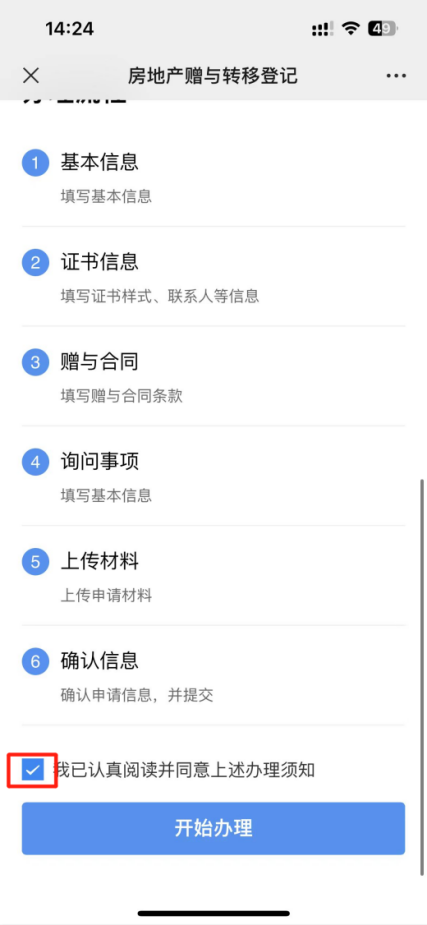 14:24
49
房地产赠与转移登记
办理流程
1 基本信息
填写基本信息
2 证书信息
填写证书样式、联系人等信息
3 赠与合同
填写赠与合同条款
4 询问事项
填写基本信息
5 上传材料
上传申请材料
6 确认信息
确认申请信息，并提交
我已认真阅读并同意上述办理须知
开始办理